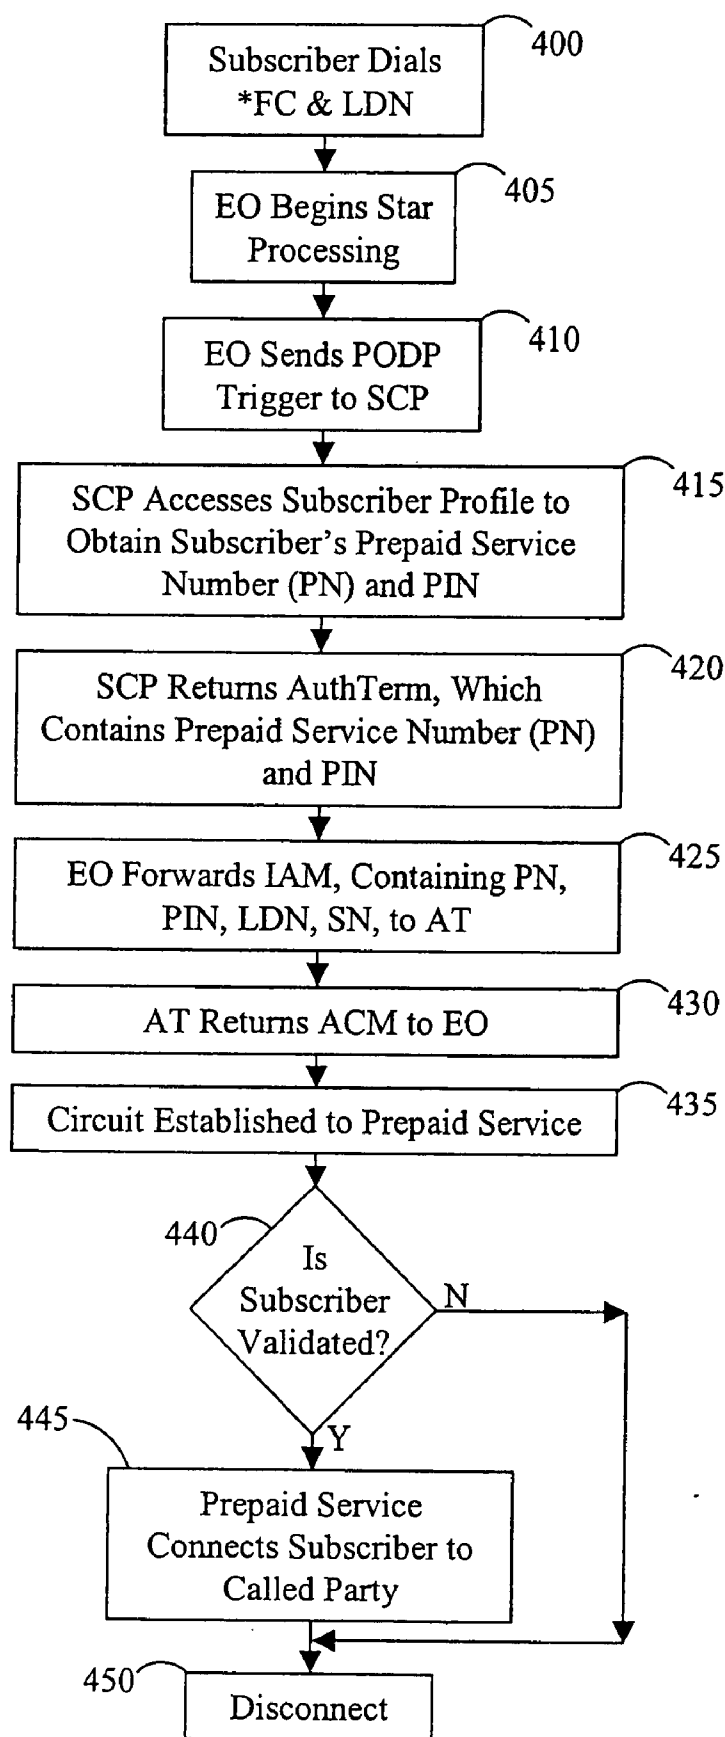 400
Subscriber Dials
*FC & LDN
405
EO Begins Star
Processing
410
EO Sends PODP
Trigger to SCP
415
SCP Accesses Subscriber Profile to
Obtain Subscriber's Prepaid Service
Number (PN) and PIN
420
SCP Returns AuthTerm, Which
Contains Prepaid Service Number (PN)
and PIN
425
EO Forwards IAM, Containing PN,
PIN, LDN, SN, to AT
430
AT Returns ACM to EO
435
Circuit Established to Prepaid Service
440
Is
Subscriber
Validated?
N
Y
445
Prepaid Service
Connects Subscriber to
Called Party
450
Disconnect